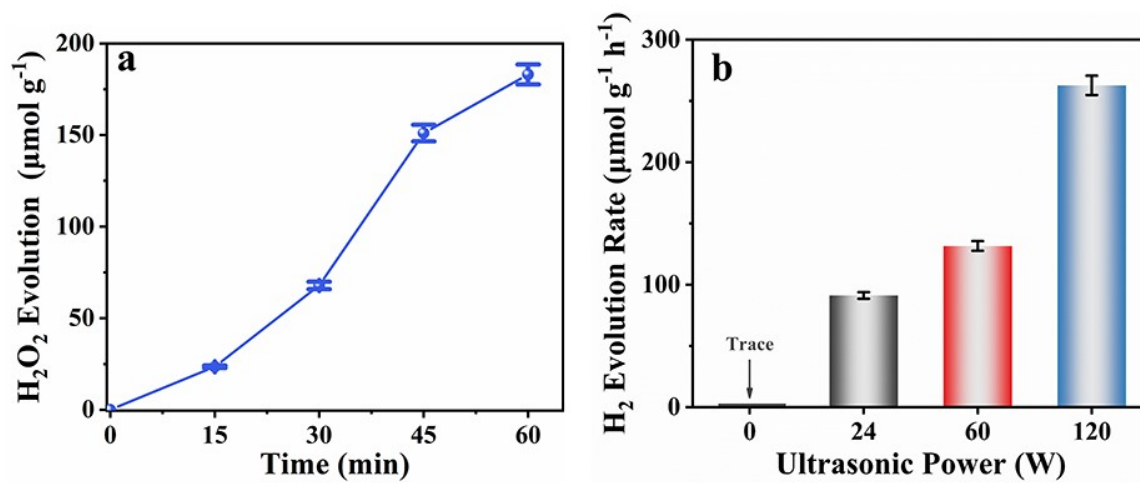 a
H₂O₂ Evolution (μmol g⁻¹)
200
150
100
50
0
0 15 30 45 60
Time (min)
b
H₂ Evolution Rate (μmol g⁻¹ h⁻¹)
300
200
100
0
Trace
0 24 60 120
Ultrasonic Power (W)